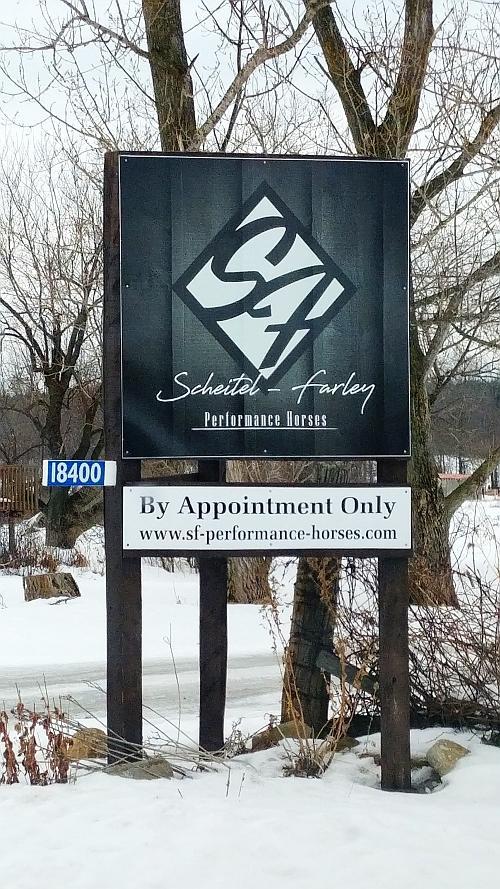 SF
Scheitel - Farley
Performance Horses
18400
By Appointment Only
www.sf-performance-horses.com